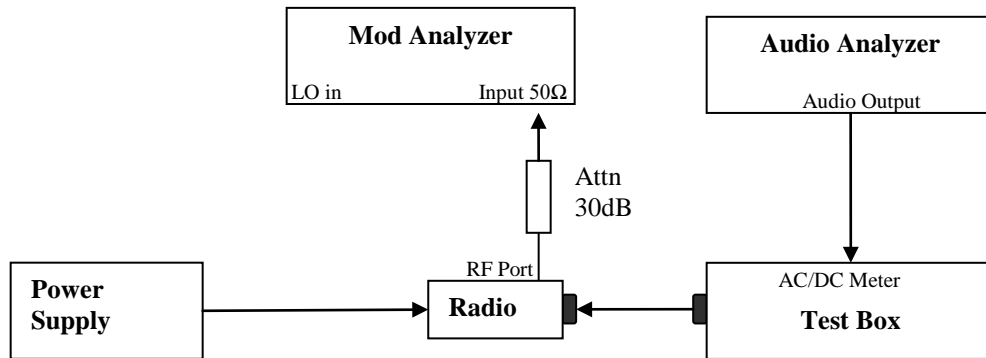 Mod Analyzer
LO in
Input 50Ω
Audio Analyzer
Audio Output
Attn
30dB
RF Port
Power
Supply
Radio
AC/DC Meter
Test Box